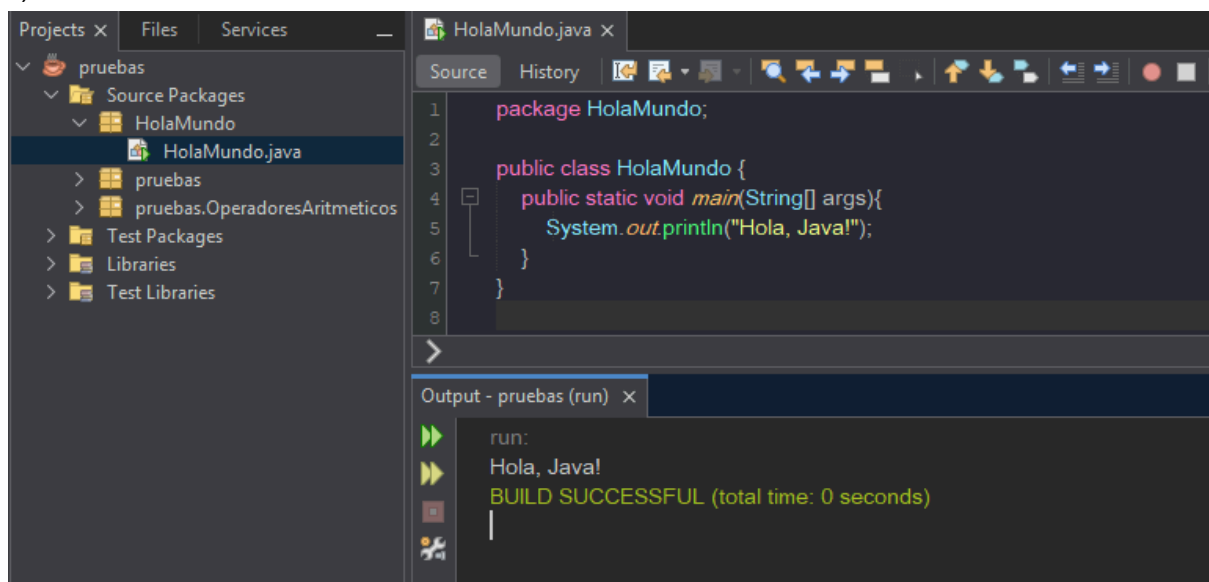 Projects × Files Services
pruebas
Source Packages
HolaMundo
HolaMundo.java
pruebas
pruebas.OperadoresAritmeticos
Test Packages
Libraries
Test Libraries
HolaMundo.java ×
Source History
1 package HolaMundo;
2
3 public class HolaMundo {
4 public static void main(String[] args){
5 System.out.println("Hola, Java!");
6 }
7 }
8
Output - pruebas (run) ×
run:
Hola, Java!
BUILD SUCCESSFUL (total time: 0 seconds)